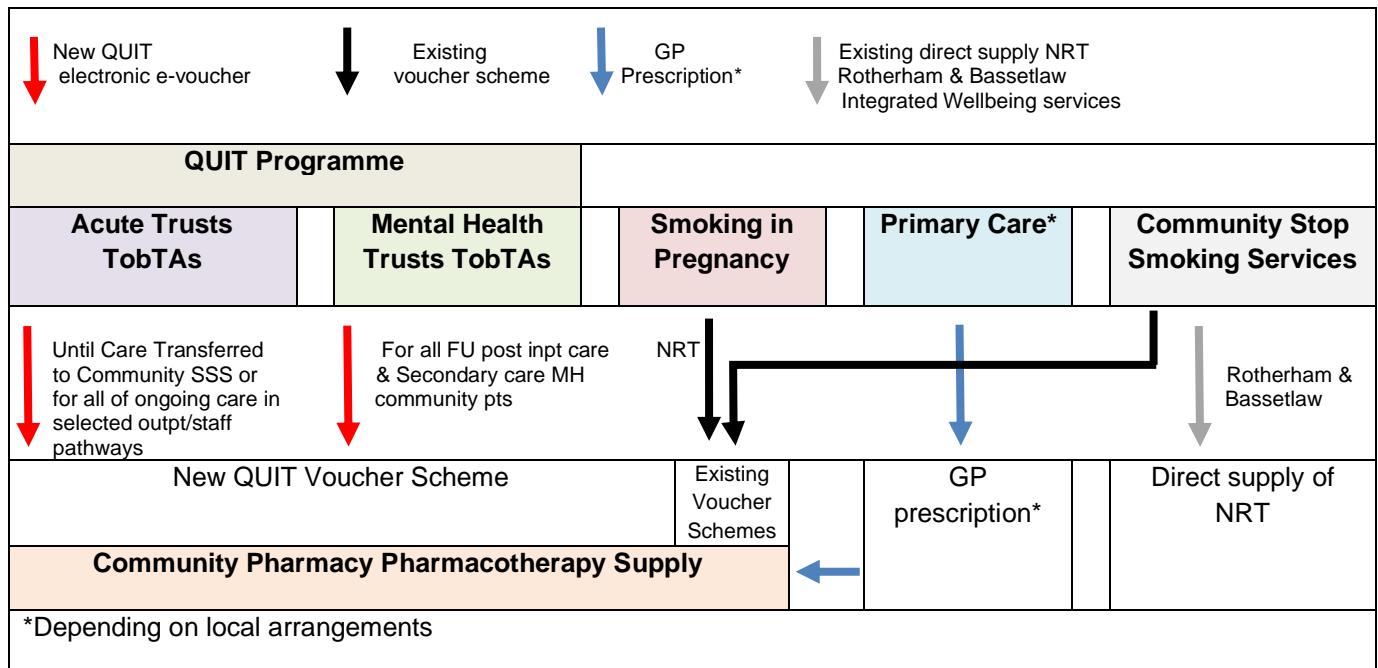 New QUIT
electronic e-voucher
Existing
voucher scheme
GP
Prescription*
Existing direct supply NRT
Rotherham & Bassetlaw
Integrated Wellbeing services
QUIT Programme
Acute Trusts
TobTAs
Mental Health
Trusts TobTAs
Smoking in
Pregnancy
Primary Care*
Community Stop
Smoking Services
Until Care Transferred
to Community SSS or
for all of ongoing care in
selected outpt/staff
pathways
For all FU post inpt care
& Secondary care MH
community pts
NRT
Rotherham &
Bassetlaw
New QUIT Voucher Scheme
Existing
Voucher
Schemes
GP
prescription*
Direct supply of
NRT
Community Pharmacy Pharmacotherapy Supply
*Depending on local arrangements